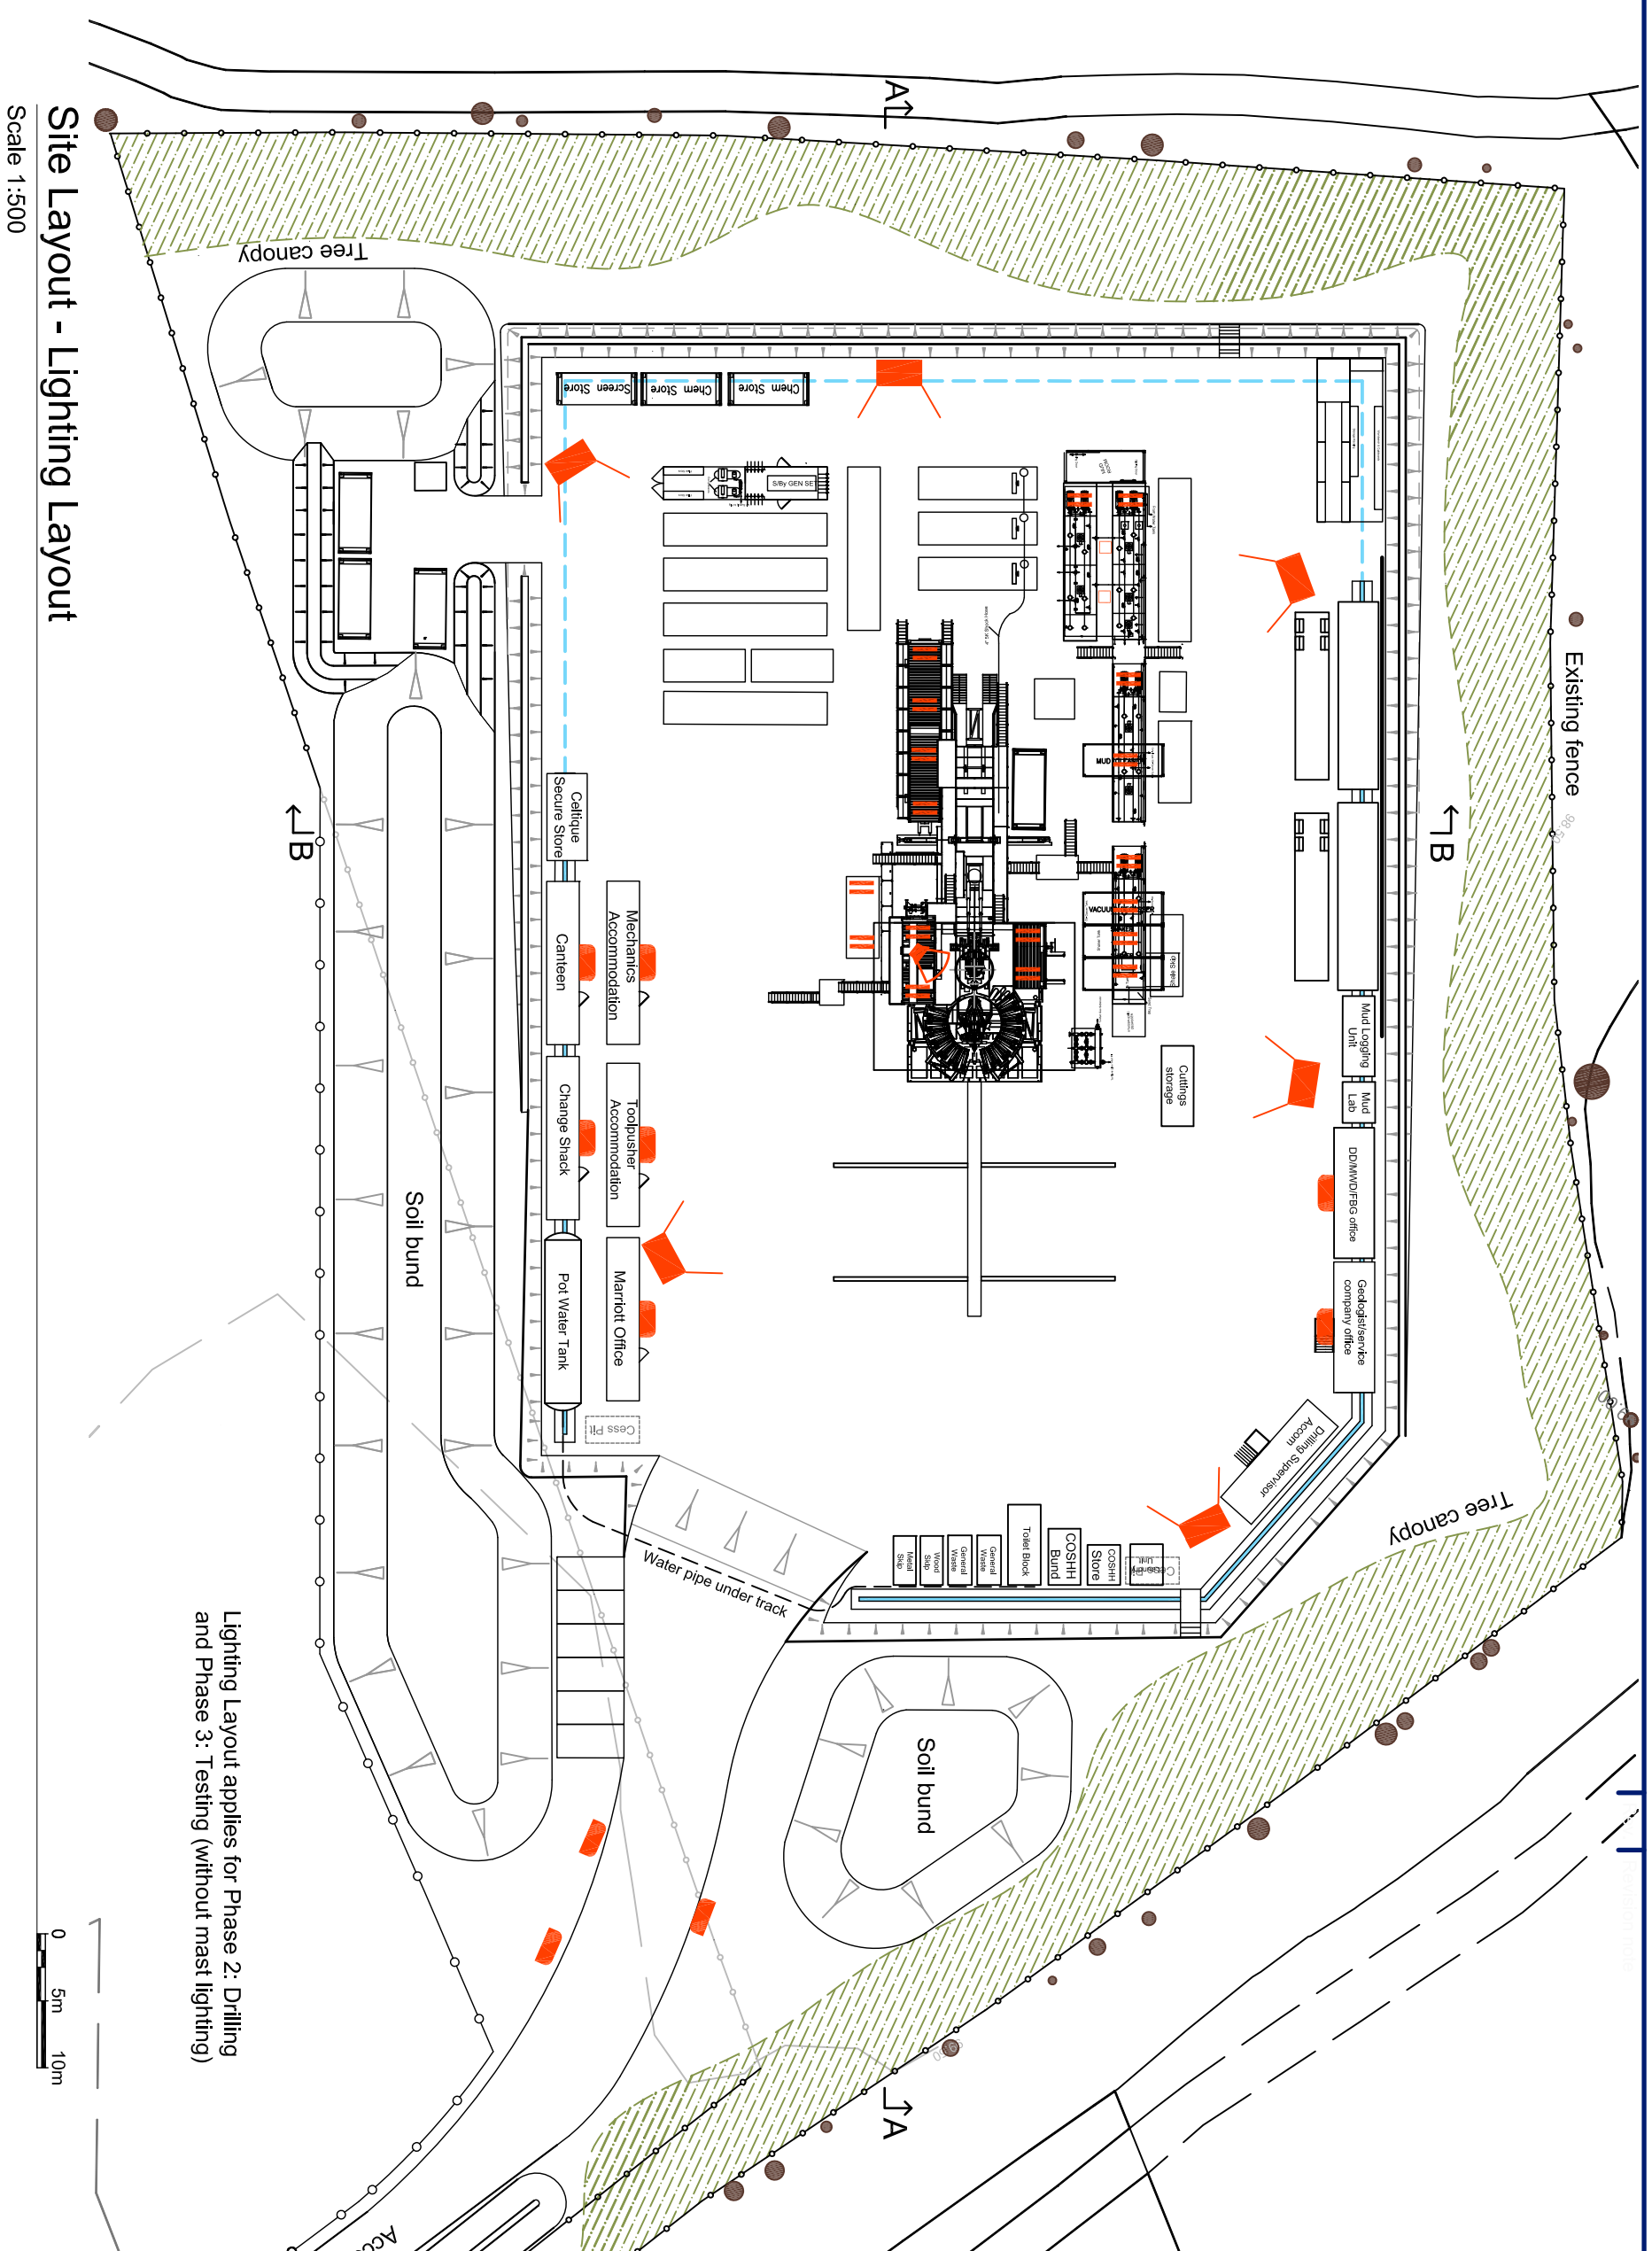 Site Layout - Lighting Layout
Scale 1:500
A
A
B
B
Tree canopy
Tree canopy
Existing fence
98.50
Screen Store
Chem Store
Chem Store
S/By GEN SET
Celtique
Secure Store
Canteen
Mechanics
Accommodation
Change Shack
Toolpusher
Accommodation
Pot Water Tank
Marriott Office
Cess Pit
Soil bund
Soil bund
Water pipe under track
Metal
Skip
Wood
Skip
General
Waste
General
Waste
Toilet Block
COSHH
Bund
COSHH
Store
Drilling Supervisor
Accom
Geologist/service
company office
DD/MWD/FBG office
Mud
Lab
Mud Logging
Unit
Cuttings
storage
Lighting Layout applies for Phase 2: Drilling
and Phase 3: Testing (without mast lighting)
0
5m
10m